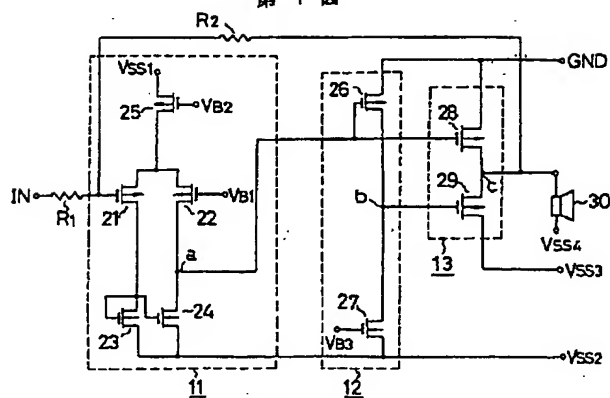 第 1 図
R2
VSS1
GND
25
VB2
26
28
IN
R1
21
22
VB1
b
29
c
30
VSS4
a
13
VSS3
23
24
27
VB3
VSS2
11
12